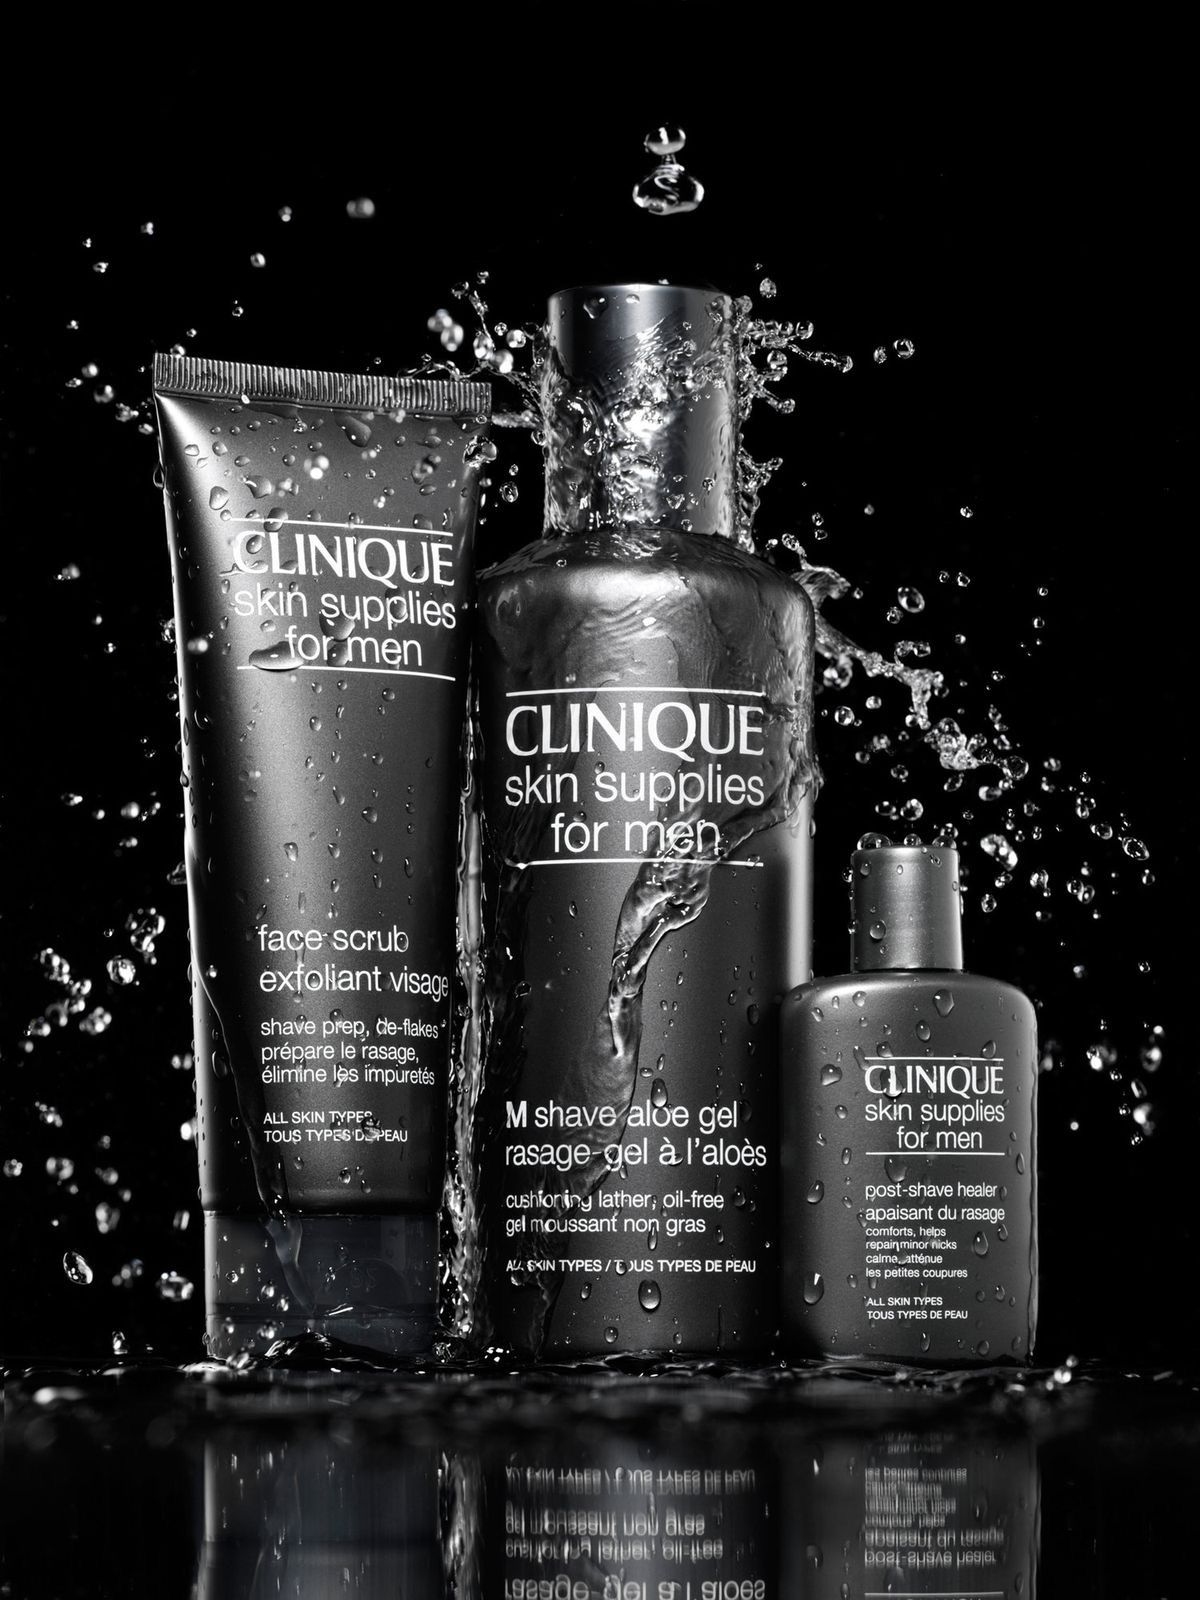 CLINIQUE
skin supplies
for men
face scrub
exfoliant visage
shave prep, de-flakes
prépare le rasage,
élimine les impuretés
ALL SKIN TYPES
TOUS TYPES DE PEAU
CLINIQUE
skin supplies
for men
M shave aloe gel
rasage-gel à l'aloès
cushioning lather, oil-free
gel moussant non gras
ALL SKIN TYPES / TOUS TYPES DE PEAU
CLINIQUE
skin supplies
for men
post-shave healer
apaisant du rasage
comforts, helps
repair minor nicks
calme, atténue
les petites coupures
ALL SKIN TYPES
TOUS TYPES DE PEAU